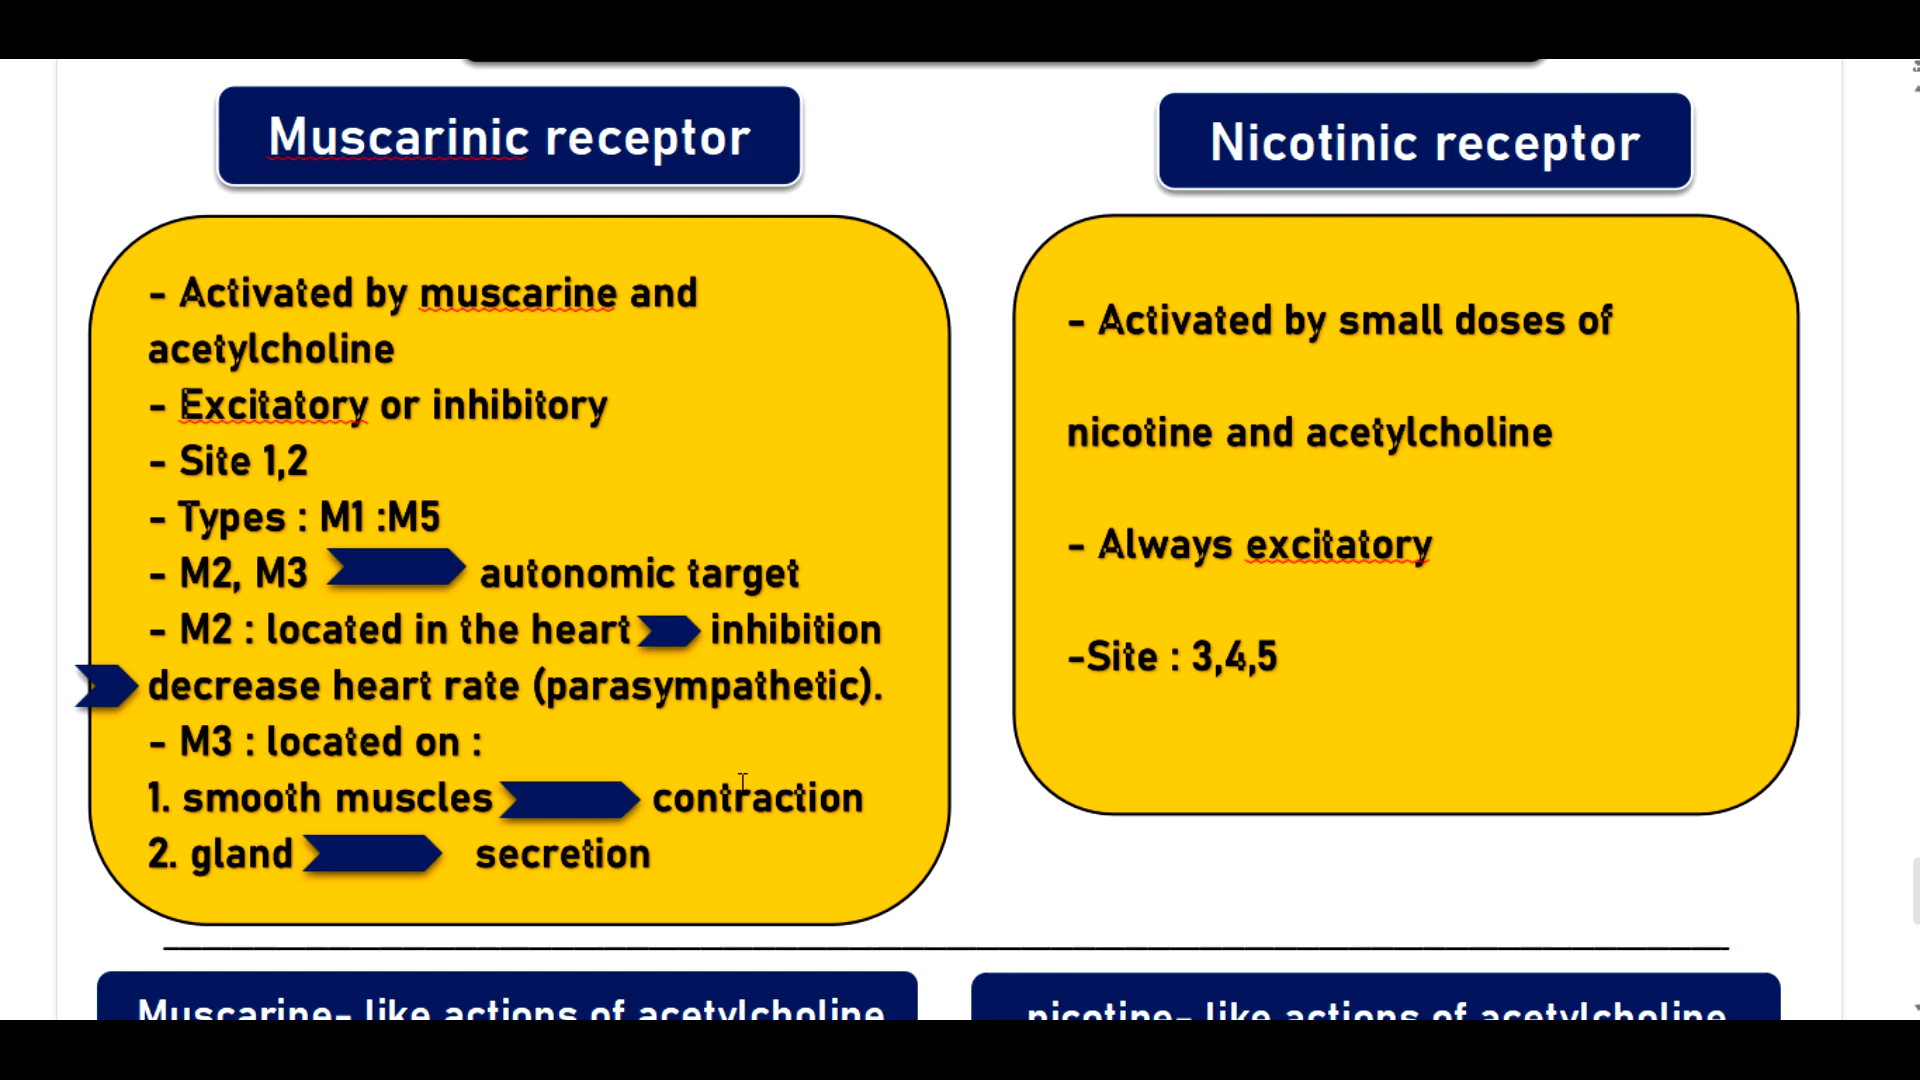 Muscarinic receptor
- Activated by muscarine and
acetylcholine
- Excitatory or inhibitory
- Site 1,2
- Types : M1 :M5
- M2, M3 autonomic target
- M2 : located in the heart inhibition
decrease heart rate (parasympathetic).
- M3 : located on :
1. smooth muscles contraction
2. gland secretion
Nicotinic receptor
- Activated by small doses of
nicotine and acetylcholine
- Always excitatory
-Site : 3,4,5
Muscarine- like actions of acetylcholine
nicotine- like actions of acetylcholine